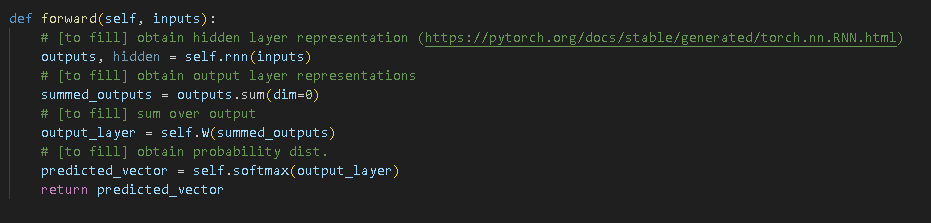 def forward(self, inputs):
    # [to fill] obtain hidden layer representation (https://pytorch.org/docs/stable/generated/torch.nn.RNN.html)
    outputs, hidden = self.rnn(inputs)
    # [to fill] obtain output layer representations
    summed_outputs = outputs.sum(dim=0)
    # [to fill] sum over output
    output_layer = self.W(summed_outputs)
    # [to fill] obtain probability dist.
    predicted_vector = self.softmax(output_layer)
    return predicted_vector